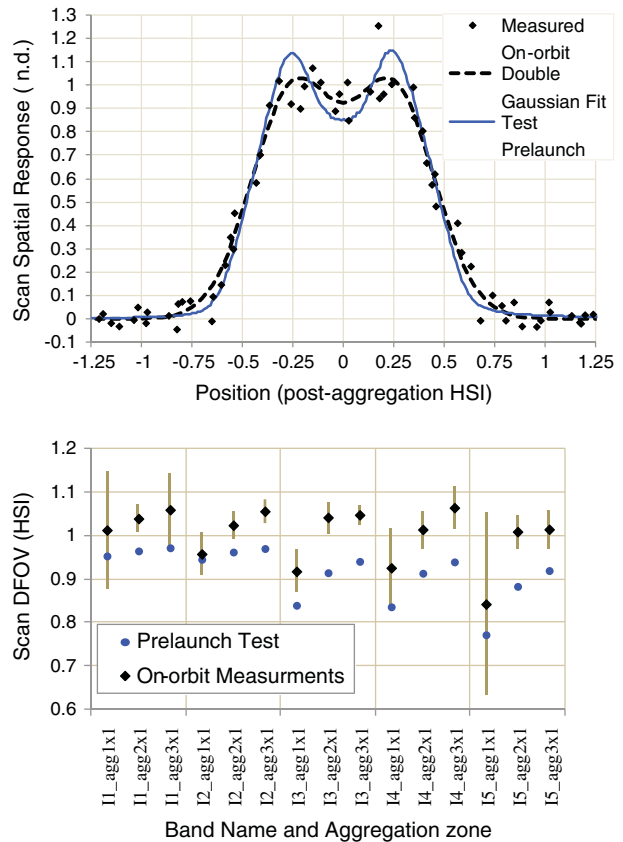 1.3
1.2
1.1
1
0.9
0.8
0.7
0.6
0.5
0.4
0.3
0.2
0.1
0
-0.1
Scan Spatial Response ( n.d.)
Measured
On-orbit
Double
Gaussian Fit
Test
Prelaunch
-1.25 -1 -0.75 -0.5 -0.25 0 0.25 0.5 0.75 1 1.25
Position (post-aggregation HSI)
1.2
1.1
1
0.9
0.8
0.7
0.6
Scan DFOV (HSI)
Prelaunch Test
On-orbit Measurments
I1_agg1x1
I1_agg2x1
I1_agg3x1
I2_agg1x1
I2_agg2x1
I2_agg3x1
I3_agg1x1
I3_agg2x1
I3_agg3x1
I4_agg1x1
I4_agg2x1
I4_agg3x1
I5_agg1x1
I5_agg2x1
I5_agg3x1
Band Name and Aggregation zone